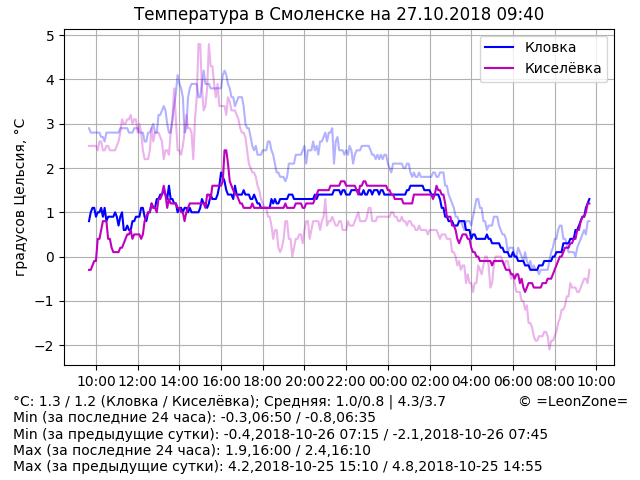 Температура в Смоленске на 27.10.2018 09:40
градусов Цельсия, °C
5
4
3
2
1
0
−1
−2
Кловка
Киселёвка
10:00 12:00 14:00 16:00 18:00 20:00 22:00 00:00 02:00 04:00 06:00 08:00 10:00
°C: 1.3 / 1.2 (Кловка / Киселёвка); Средняя: 1.0/0.8 | 4.3/3.7 © =LeonZone=
Min (за последние 24 часа): -0.3,06:50 / -0.8,06:35
Min (за предыдущие сутки): -0.4,2018-10-26 07:15 / -2.1,2018-10-26 07:45
Max (за последние 24 часа): 1.9,16:00 / 2.4,16:10
Max (за предыдущие сутки): 4.2,2018-10-25 15:10 / 4.8,2018-10-25 14:55